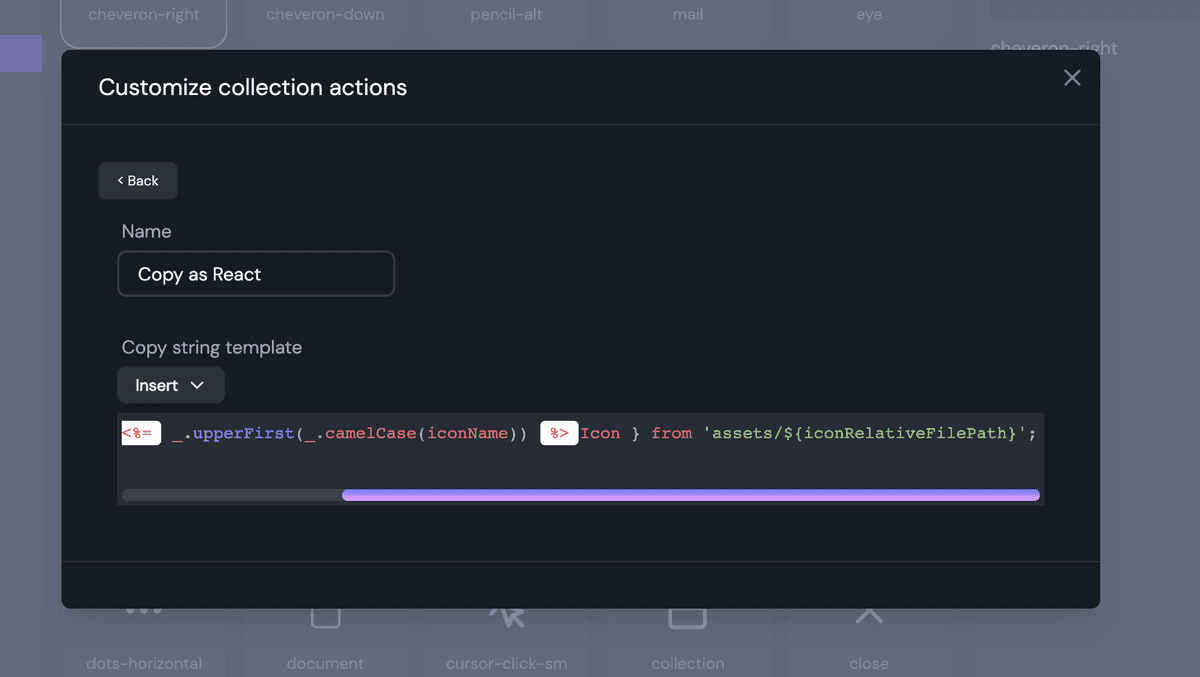 cheveron-right cheveron-down pencil-alt mail eye
cheveron-right
Customize collection actions
< Back
Name
Copy as React
Copy string template
Insert
<%= _.upperFirst(_.camelCase(iconName)) %>Icon } from 'assets/${iconRelativeFilePath}';
dots-horizontal document cursor-click-sm collection close